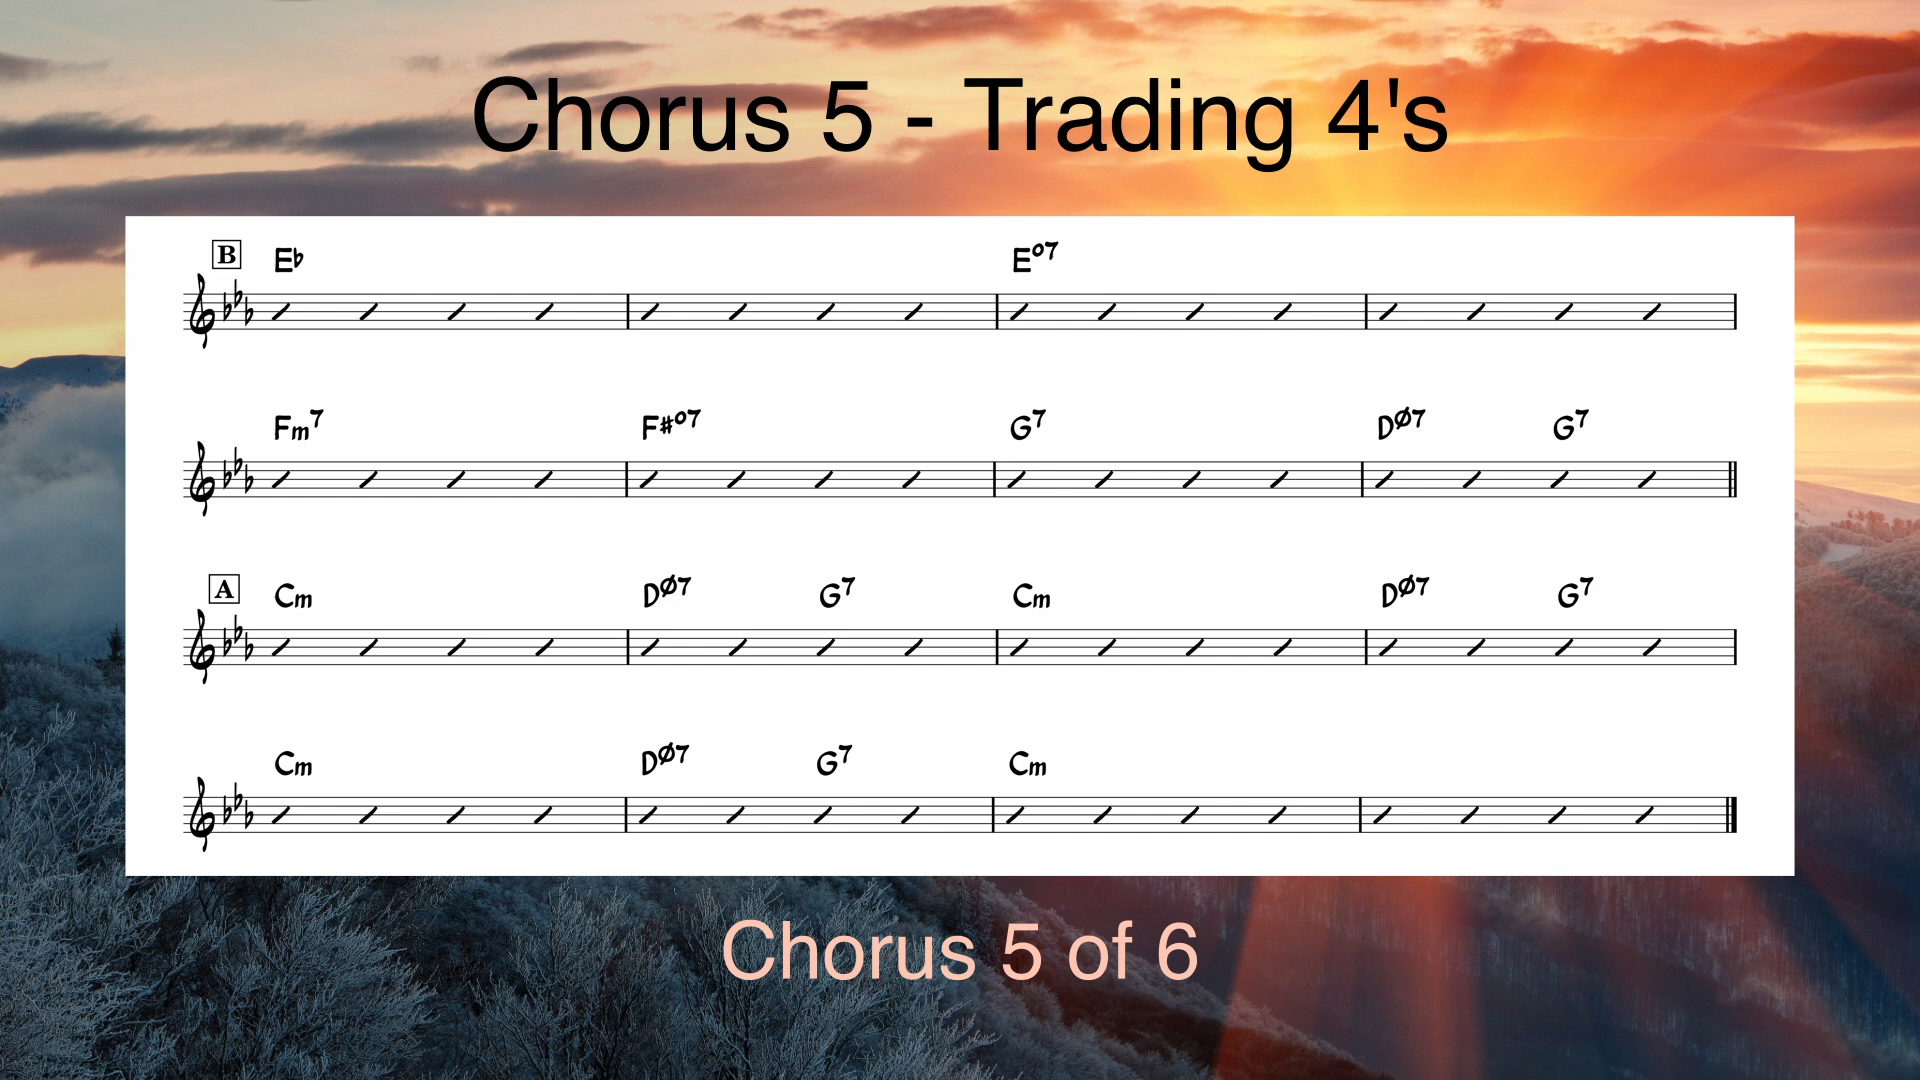 Chorus 5 - Trading 4's
B E♭ E°7
Fm7 F#°7 G7 DØ7 G7
A Cm DØ7 G7 Cm DØ7 G7
Cm DØ7 G7 Cm
Chorus 5 of 6